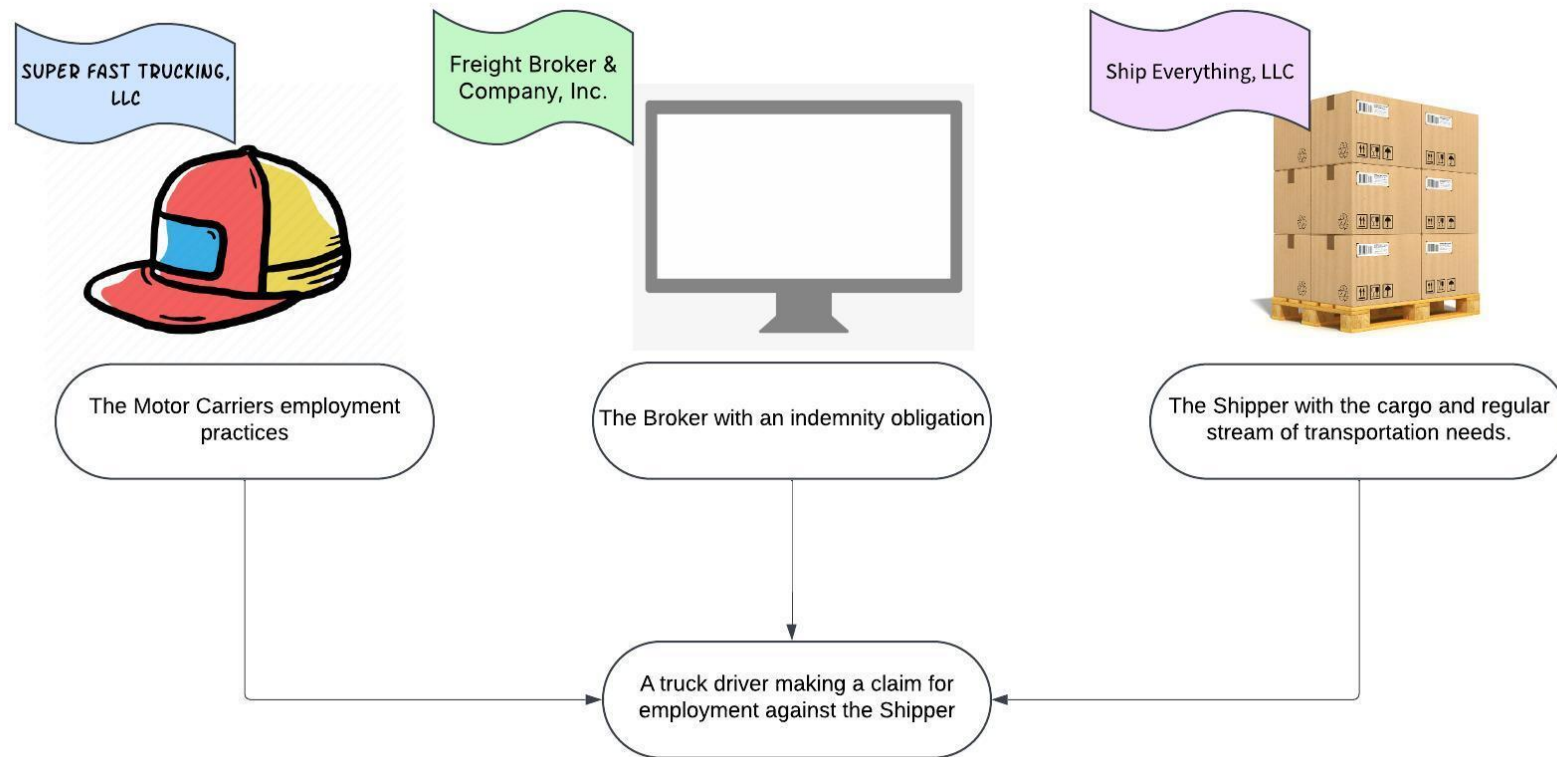 SUPER FAST TRUCKING,
LLC
Freight Broker &
Company, Inc.
Ship Everything, LLC
The Motor Carriers employment
practices
The Broker with an indemnity obligation
The Shipper with the cargo and regular
stream of transportation needs.
A truck driver making a claim for
employment against the Shipper